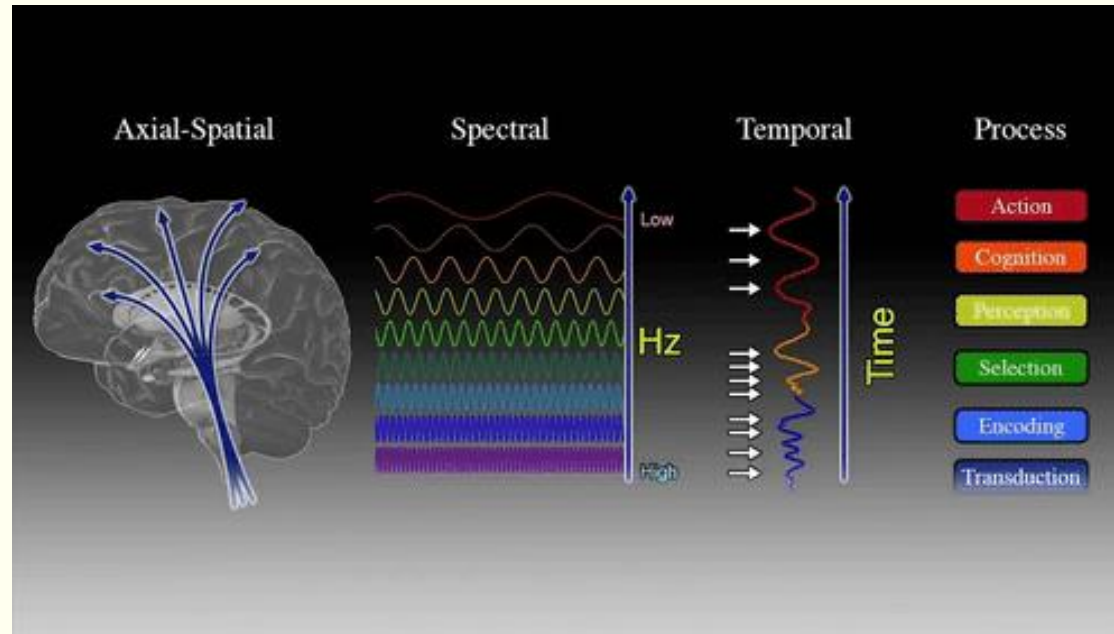 Axial-Spatial
Spectral
Temporal
Process
Low
Hz
High
Time
Action
Cognition
Perception
Selection
Encoding
Transduction